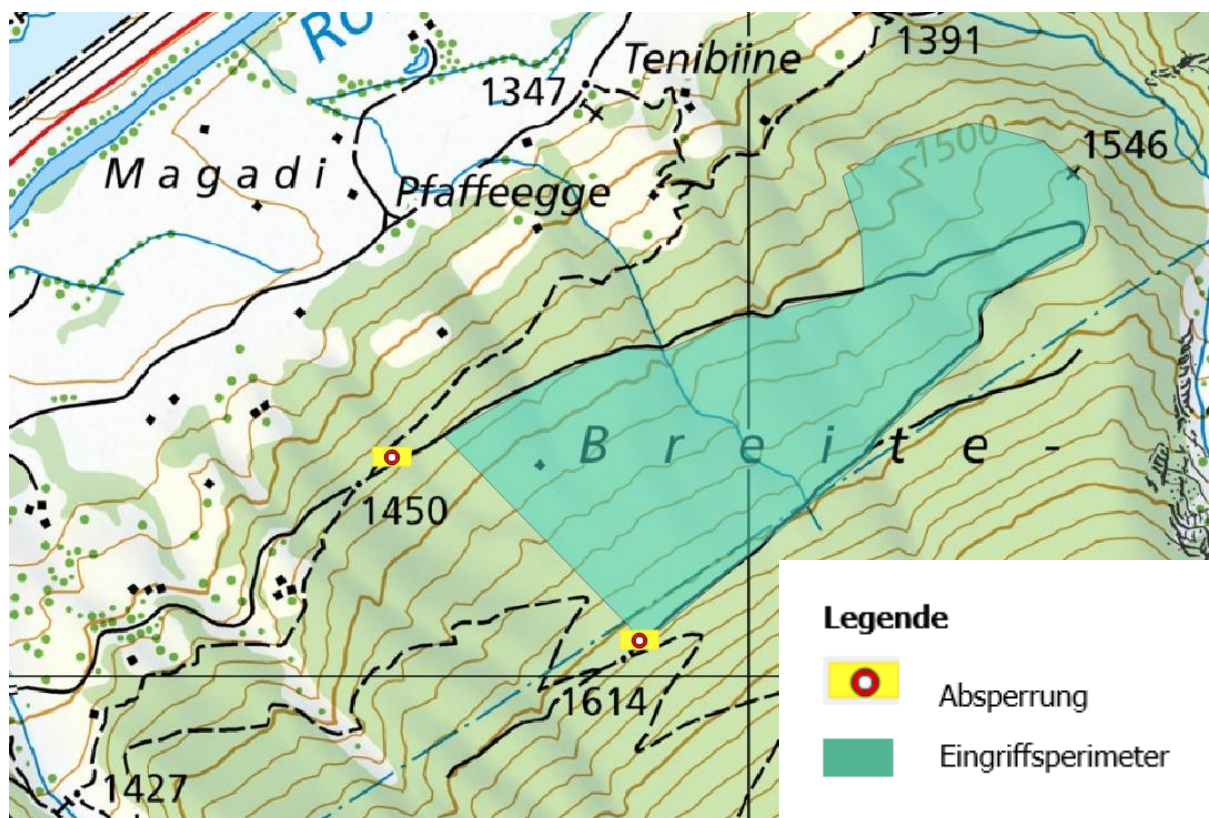 Ro
1391
Tenibiine
1347
1500
1546
Magadi
Pfaffeegge
Breite-
1450
1614
1427
Legende
Absperrung
Eingriffsperimeter